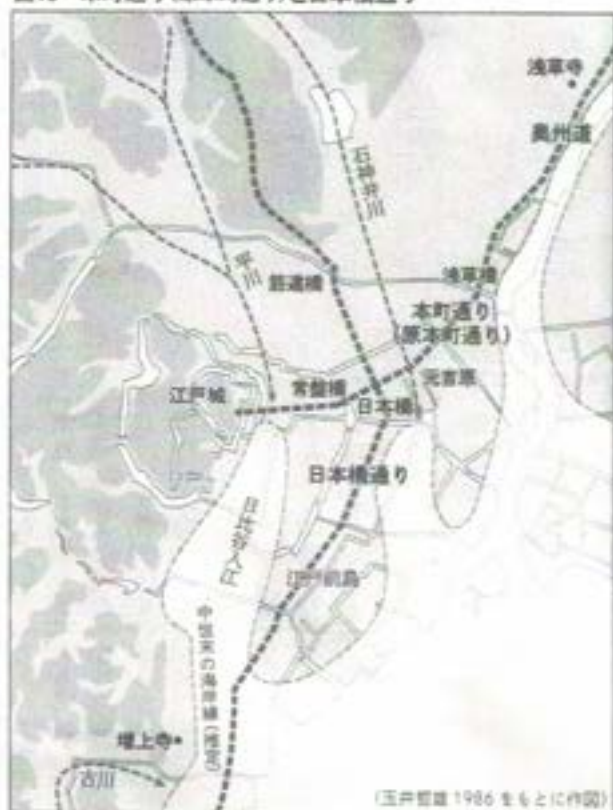 浅草寺
奥州道
石神井川
平川
筋違橋
浅草橋
本町通り
(原本町通り)
元吉原
常盤橋
江戸城
日本橋
日本橋通り
日比谷入江
江戸前島
中世末の海岸線(推定)
増上寺
古川
(玉井哲雄 1986 をもとに作図)